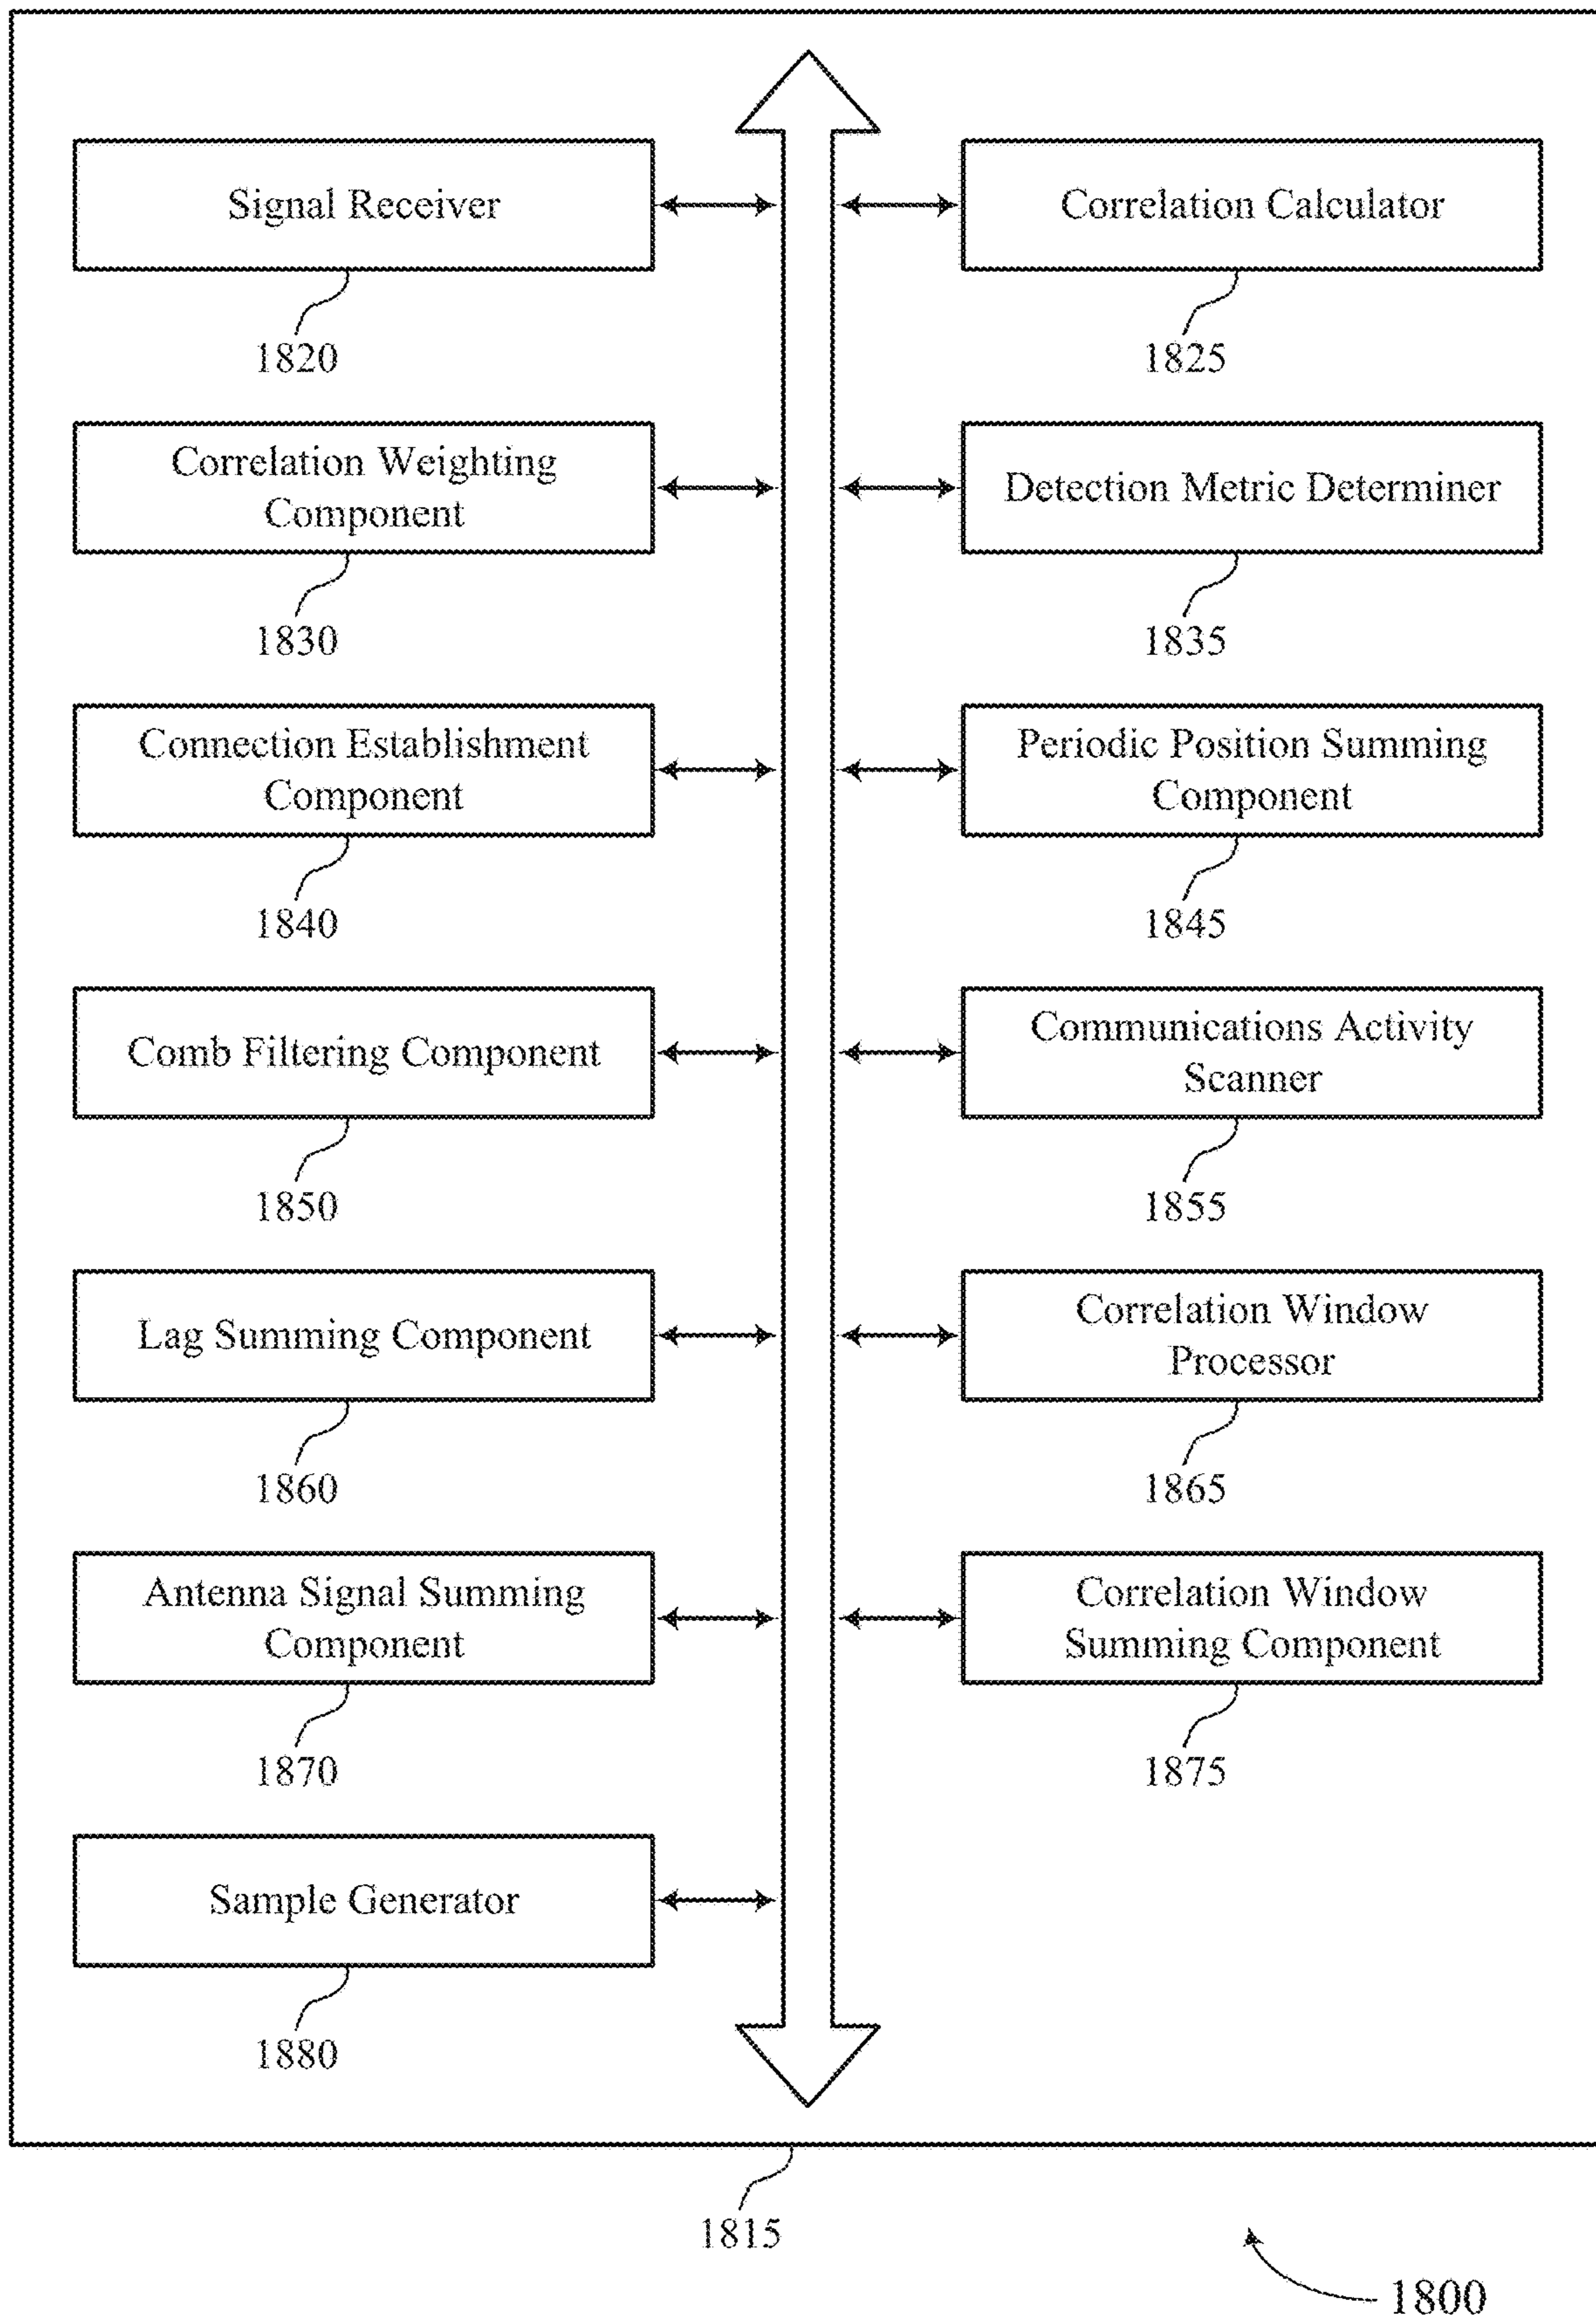 Signal Receiver
1820
Correlation Calculator
1825
Correlation Weighting
Component
1830
Detection Metric Determiner
1835
Connection Establishment
Component
1840
Periodic Position Summing
Component
1845
Comb Filtering Component
1850
Communications Activity
Scanner
1855
Lag Summing Component
1860
Correlation Window
Processor
1865
Antenna Signal Summing
Component
1870
Correlation Window
Summing Component
1875
Sample Generator
1880
1815
1800